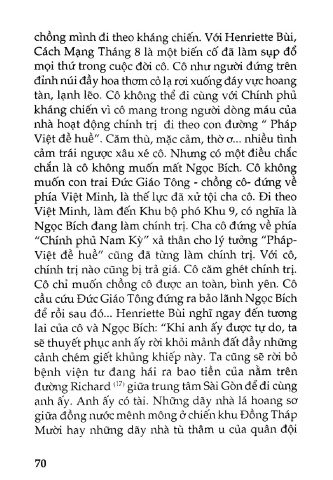 chồng mình đi theo kháng chiến. Với Henriette Bùi,
Cách Mạng Tháng 8 là một biến cố đã làm sụp đổ
mọi thứ trong cuộc đời cô. Cô như người đứng trên
đỉnh núi đầy hoa thơm cỏ lạ rơi xuống đáy vực hoang
tàn, lạnh lẽo. Cô không thể đi cùng với Chính phủ
kháng chiến vì cô mang trong người dòng máu của
nhà hoạt động chính trị đi theo con đường " Pháp
Việt đề huề". Căm thù, mặc cảm, thờ ơ... nhiều tình
cảm trái ngược xâu xé cô. Nhưng có một điều chắc
chắn là cô không muốn mất Ngọc Bích. Cô không
muốn con trai Đức Giáo Tông - chồng cô- đứng về
phía Việt Minh, là thế lực đã xử tội cha cô. Đi theo
Việt Minh, làm đến Khu bộ phó Khu 9, có nghĩa là
Ngọc Bích đang làm chính trị. Cha cô đứng về phía
"Chính phủ Nam Kỳ" xả thân cho lý tưởng "Pháp-
Việt đề huề" cũng đã từng làm chính trị. Với cô,
chính trị nào cũng bị trả giá. Cô căm ghét chính trị.
Cô chỉ muốn chồng cô được an toàn, bình yên. Cô
cầu cứu Đức Giáo Tông đứng ra bảo lãnh Ngọc Bích
để rồi sau đó... Henriette Bùi nghĩ ngay đến tương
lai của cô và Ngọc Bích: "Khi anh ấy được tự do, ta
sẽ thuyết phục anh ấy rời khỏi mảnh đất đầy những
cảnh chém giết khủng khiếp này. Ta cũng sẽ rời bỏ
bệnh viện tư đang hái ra bao tiền của nằm trên
đường Richard (17) giữa trung tâm Sài Gòn để đi cùng
anh ấy. Anh ấy có tài. Những dãy nhà lá hoang sơ
giữa đồng nước mênh mông ở chiến khu Đồng Tháp
Mười hay những dãy nhà tù thâm u của quân đội
70